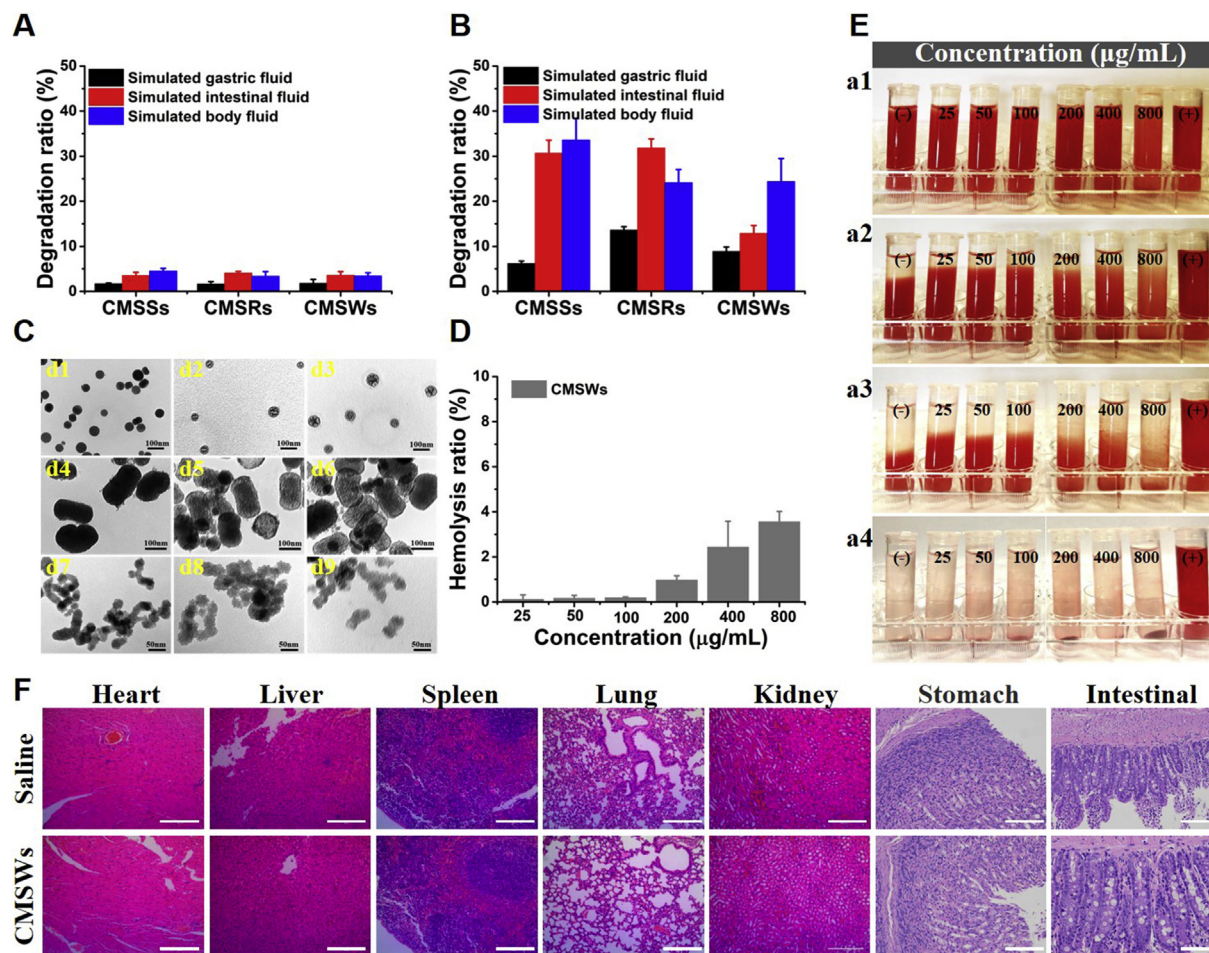 A
Degradation ratio (%)
50
40
30
20
10
0
Simulated gastric fluid
Simulated intestinal fluid
Simulated body fluid
CMSSs
CMSRs
CMSWs
B
Degradation ratio (%)
50
40
30
20
10
0
Simulated gastric fluid
Simulated intestinal fluid
Simulated body fluid
CMSSs
CMSRs
CMSWs
C
d1
100nm
d2
100nm
d3
100nm
d4
100nm
d5
100nm
d6
100nm
d7
50nm
d8
50nm
d9
50nm
D
Hemolysis ratio (%)
10
8
6
4
2
0
CMSWs
25 50 100 200 400 800
Concentration (μg/mL)
E
Concentration (μg/mL)
a1
(-) 25 50 100 200 400 800 (+)
a2
(-) 25 50 100 200 400 800 (+)
a3
(-) 25 50 100 200 400 800 (+)
a4
(-) 25 50 100 200 400 800 (+)
F
Heart Liver Spleen Lung Kidney Stomach Intestinal
Saline
CMSWs